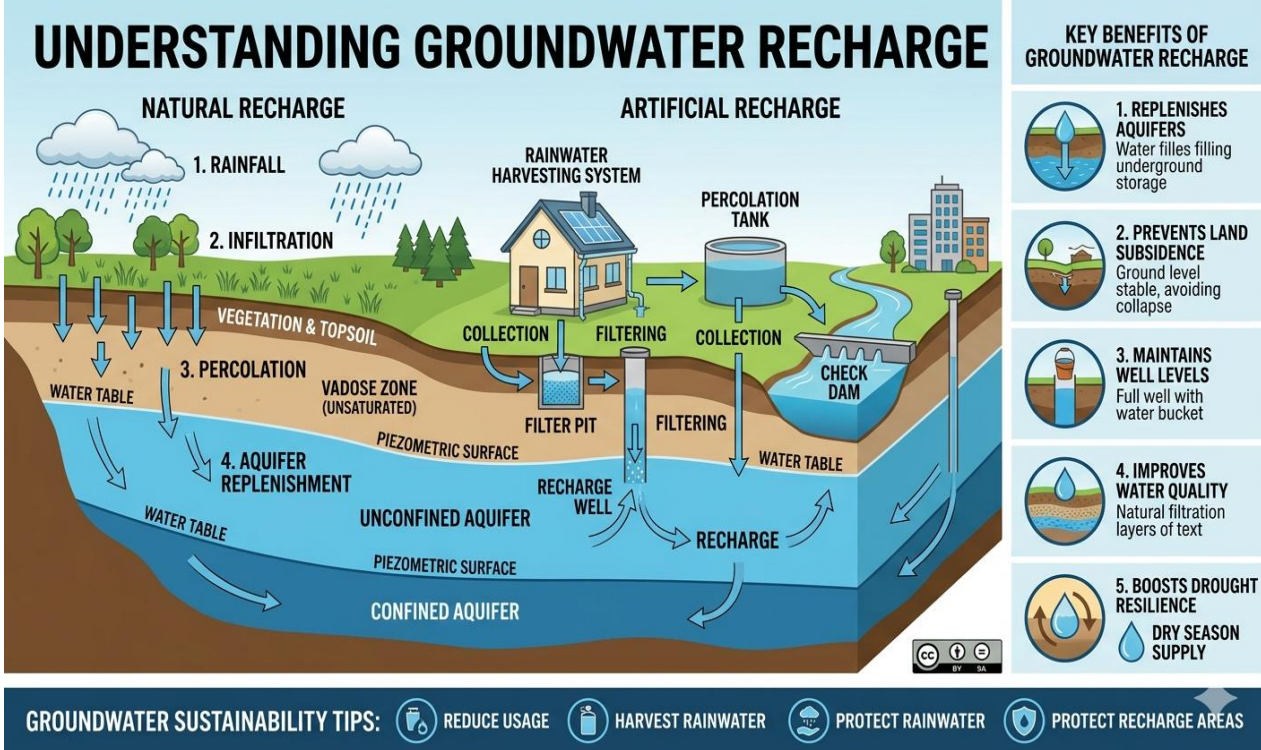 UNDERSTANDING GROUNDWATER RECHARGE
NATURAL RECHARGE
1. RAINFALL
2. INFILTRATION
VEGETATION & TOPSOIL
3. PERCOLATION
WATER TABLE
VADOSE ZONE
(UNSATURATED)
PIEZOMETRIC SURFACE
4. AQUIFER
REPLENISHMENT
WATER TABLE
UNCONFINED AQUIFER
PIEZOMETRIC SURFACE
CONFINED AQUIFER
ARTIFICIAL RECHARGE
RAINWATER
HARVESTING SYSTEM
PERCOLATION
TANK
COLLECTION
FILTERING
COLLECTION
CHECK
DAM
FILTER PIT
FILTERING
WATER TABLE
RECHARGE
WELL
RECHARGE
cc
BY SA
KEY BENEFITS OF
GROUNDWATER RECHARGE
1. REPLENISHES
AQUIFERS
Water filles filling
underground
storage
2. PREVENTS LAND
SUBSIDENCE
Ground level
stable, avoiding
collapse
3. MAINTAINS
WELL LEVELS
Full well with
water bucket
4. IMPROVES
WATER QUALITY
Natural filtration
layers of text
5. BOOSTS DROUGHT
RESILIENCE
DRY SEASON
SUPPLY
GROUNDWATER SUSTAINABILITY TIPS: REDUCE USAGE HARVEST RAINWATER PROTECT RAINWATER PROTECT RECHARGE AREAS